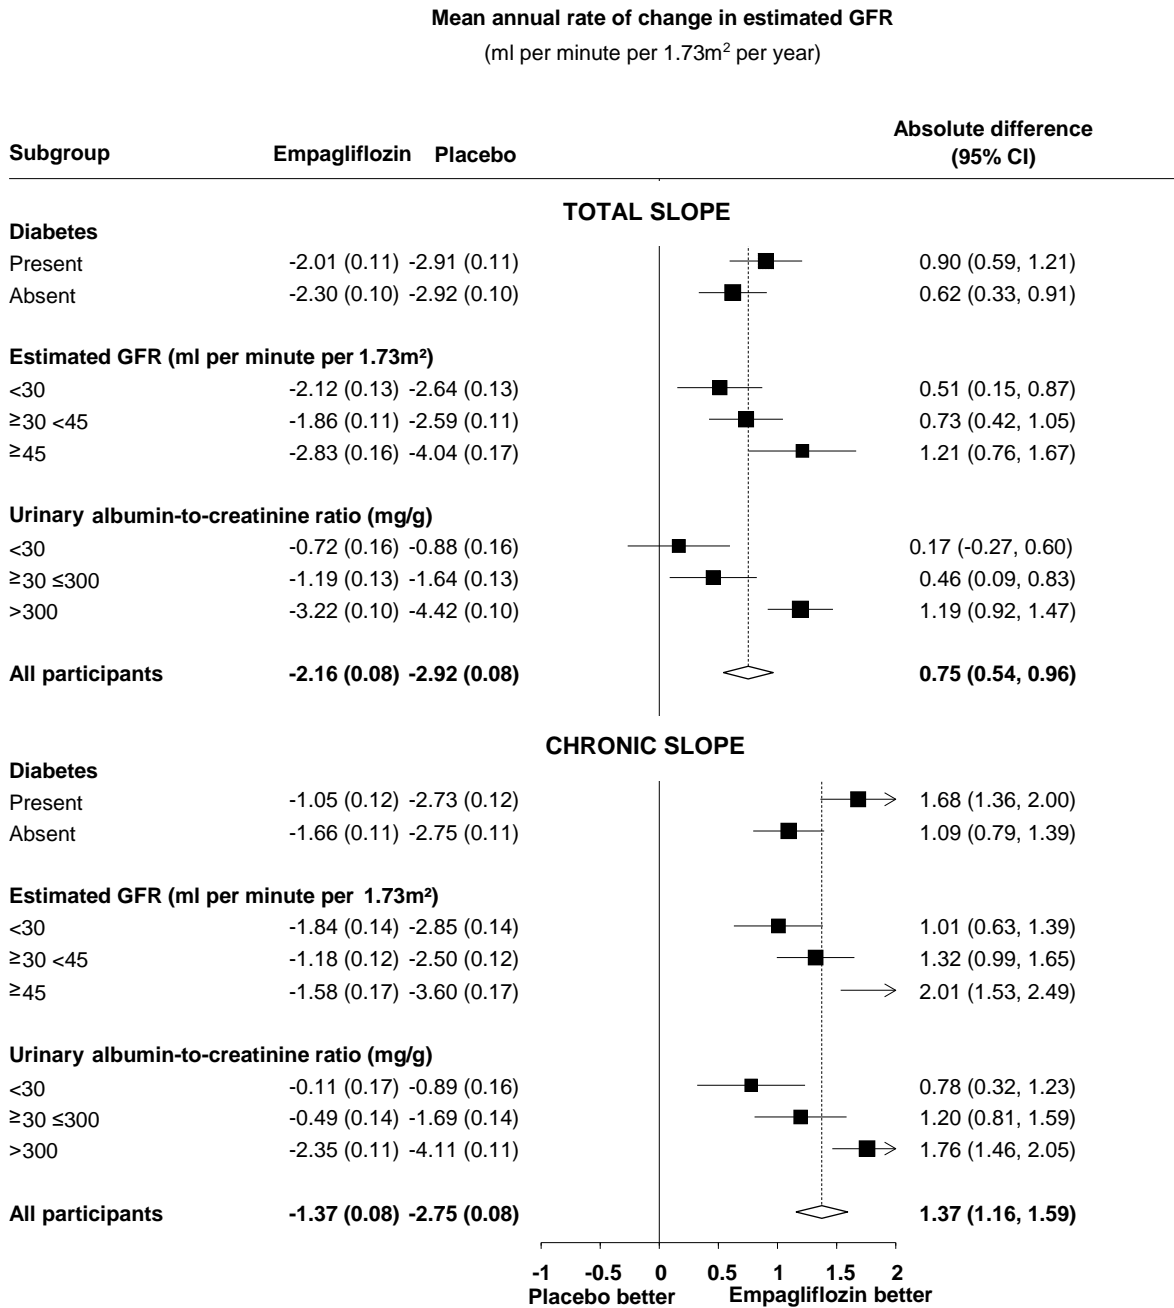 Mean annual rate of change in estimated GFR
(ml per minute per 1.73m² per year)
Subgroup Empagliflozin Placebo Absolute difference (95% CI)
TOTAL SLOPE
Diabetes
Present -2.01 (0.11) -2.91 (0.11) 0.90 (0.59, 1.21)
Absent -2.30 (0.10) -2.92 (0.10) 0.62 (0.33, 0.91)
Estimated GFR (ml per minute per 1.73m²)
<30 -2.12 (0.13) -2.64 (0.13) 0.51 (0.15, 0.87)
≥30 <45 -1.86 (0.11) -2.59 (0.11) 0.73 (0.42, 1.05)
≥45 -2.83 (0.16) -4.04 (0.17) 1.21 (0.76, 1.67)
Urinary albumin-to-creatinine ratio (mg/g)
<30 -0.72 (0.16) -0.88 (0.16) 0.17 (-0.27, 0.60)
≥30 ≤300 -1.19 (0.13) -1.64 (0.13) 0.46 (0.09, 0.83)
>300 -3.22 (0.10) -4.42 (0.10) 1.19 (0.92, 1.47)
All participants -2.16 (0.08) -2.92 (0.08) 0.75 (0.54, 0.96)
CHRONIC SLOPE
Diabetes
Present -1.05 (0.12) -2.73 (0.12) 1.68 (1.36, 2.00)
Absent -1.66 (0.11) -2.75 (0.11) 1.09 (0.79, 1.39)
Estimated GFR (ml per minute per 1.73m²)
<30 -1.84 (0.14) -2.85 (0.14) 1.01 (0.63, 1.39)
≥30 <45 -1.18 (0.12) -2.50 (0.12) 1.32 (0.99, 1.65)
≥45 -1.58 (0.17) -3.60 (0.17) 2.01 (1.53, 2.49)
Urinary albumin-to-creatinine ratio (mg/g)
<30 -0.11 (0.17) -0.89 (0.16) 0.78 (0.32, 1.23)
≥30 ≤300 -0.49 (0.14) -1.69 (0.14) 1.20 (0.81, 1.59)
>300 -2.35 (0.11) -4.11 (0.11) 1.76 (1.46, 2.05)
All participants -1.37 (0.08) -2.75 (0.08) 1.37 (1.16, 1.59)
-1 -0.5 0 0.5 1 1.5 2
Placebo better Empagliflozin better